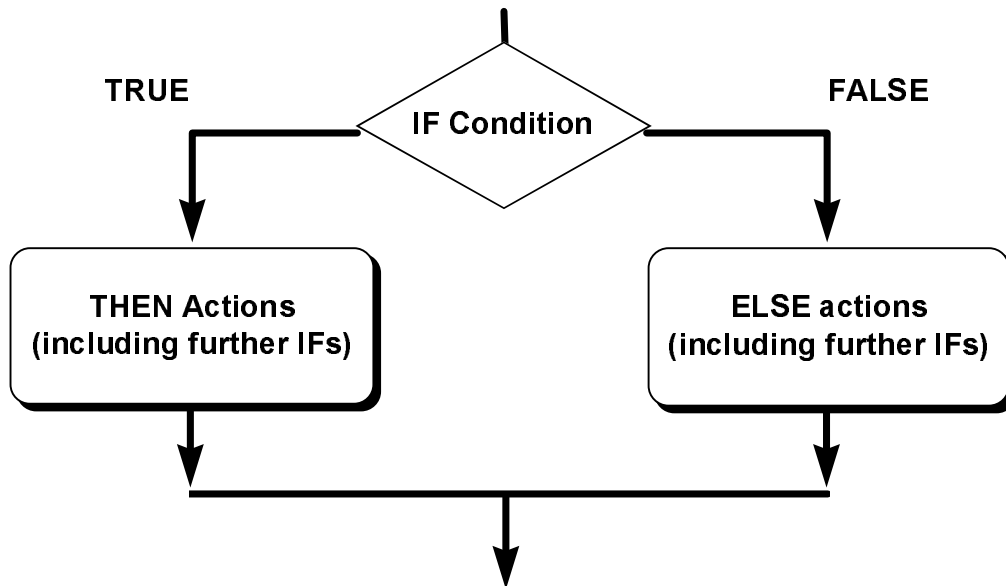 TRUE
FALSE
IF Condition
THEN Actions
(including further IFs)
ELSE actions
(including further IFs)